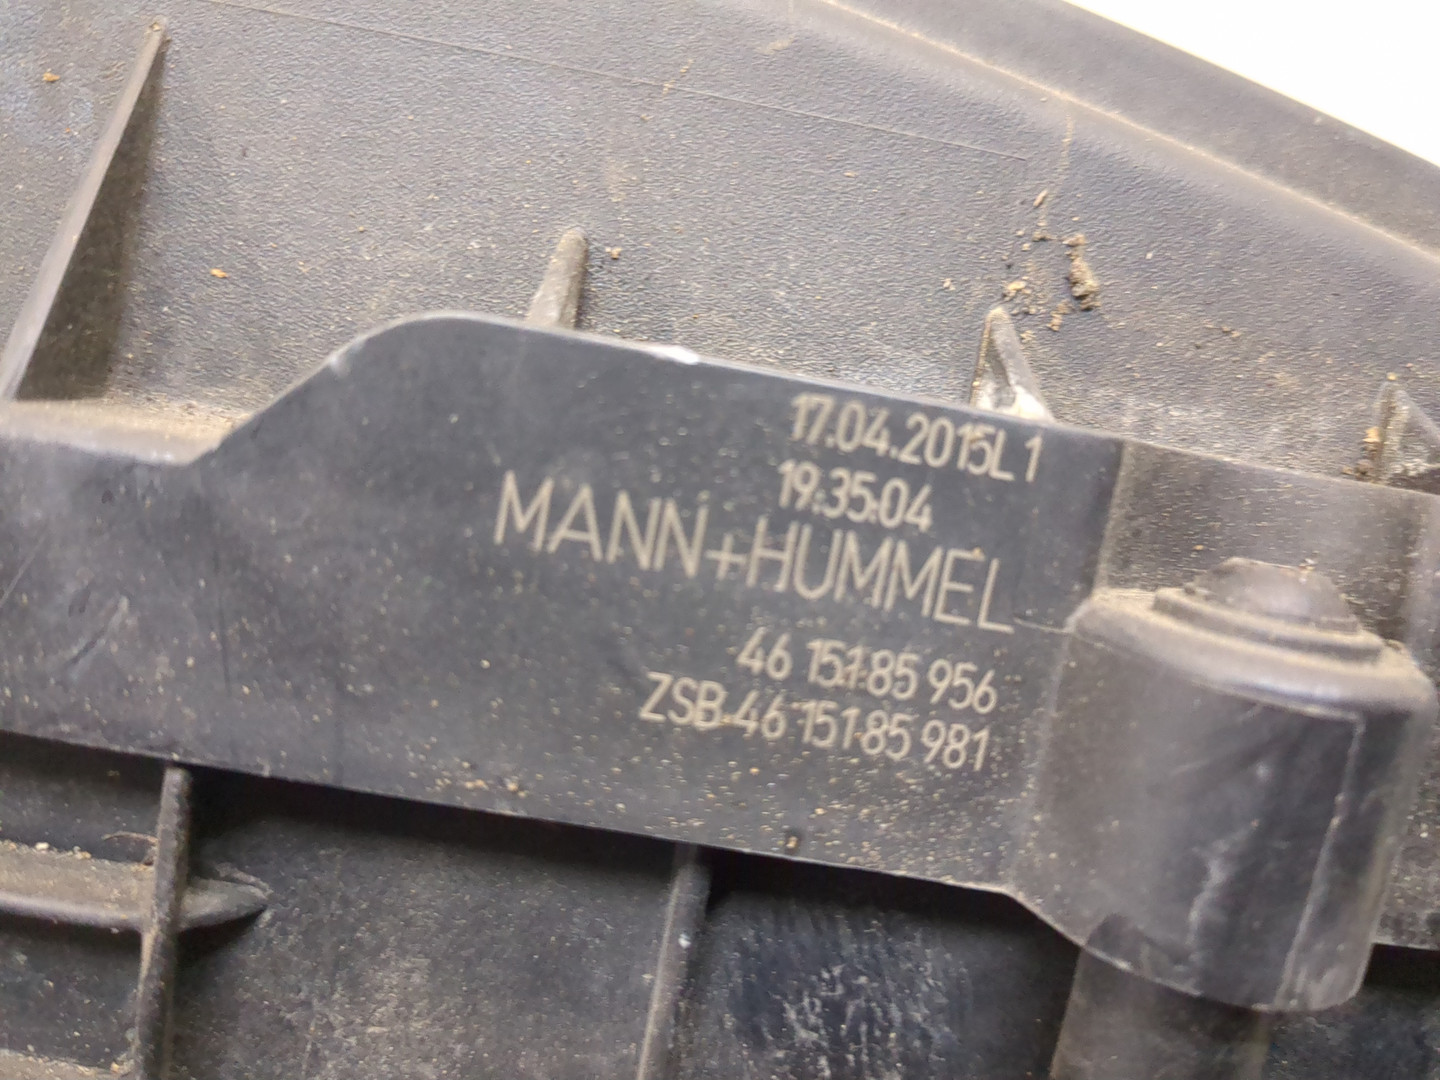 17.04.2015L1
19:35:04
MANN+HUMMEL
46 151 85 956
ZSB 46 151 85 981